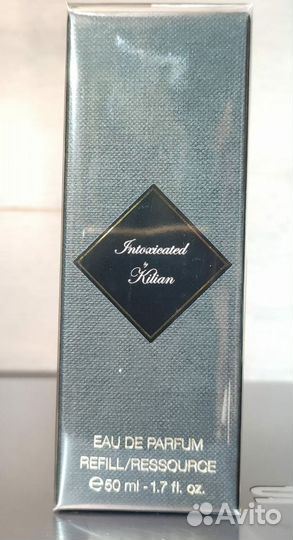 Intoxicated
by
Kilian
EAU DE PARFUM
REFILL/RESSOURCE
℮50 ml - 1.7 fl. oz.
Avito